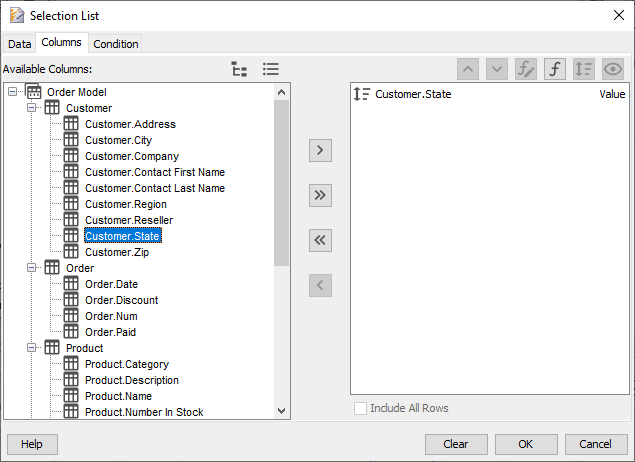 Selection List
Data Columns Condition
Available Columns:
Order Model
Customer
Customer.Address
Customer.City
Customer.Company
Customer.Contact First Name
Customer.Contact Last Name
Customer.Region
Customer.Reseller
Customer.State
Customer.Zip
Order
Order.Date
Order.Discount
Order.Num
Order.Paid
Product
Product.Category
Product.Description
Product.Name
Product.Number In Stock
Customer.State Value
Include All Rows
Help Clear OK Cancel